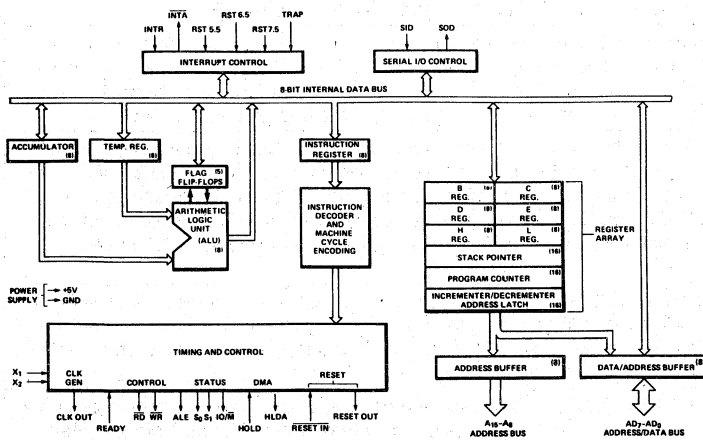 INTR
INTA
RST 5.5
RST 6.5
RST7.5
TRAP
SID
SOD
INTERRUPT CONTROL
SERIAL I/O CONTROL
8-BIT INTERNAL DATA BUS
ACCUMULATOR (8)
TEMP. REG. (8)
INSTRUCTION REGISTER (8)
FLAG (5) FLIP-FLOPS
ARITHMETIC LOGIC UNIT (ALU) (8)
INSTRUCTION DECODER AND MACHINE CYCLE ENCODING
B REG. (8)
C REG. (8)
D REG. (8)
E REG. (8)
H REG. (8)
L REG. (8)
STACK POINTER (16)
PROGRAM COUNTER (16)
INCREMENTER/DECREMENTER ADDRESS LATCH (16)
REGISTER ARRAY
POWER SUPPLY
+5V
GND
TIMING AND CONTROL
X1
X2
CLK GEN
CONTROL
STATUS
DMA
RESET
CLK OUT
READY
RD
WR
ALE
S0
S1
IO/M
HOLD
HLDA
RESET IN
RESET OUT
ADDRESS BUFFER (8)
DATA/ADDRESS BUFFER (8
A15-A8
ADDRESS BUS
AD7-AD0
ADDRESS/DATA BUS